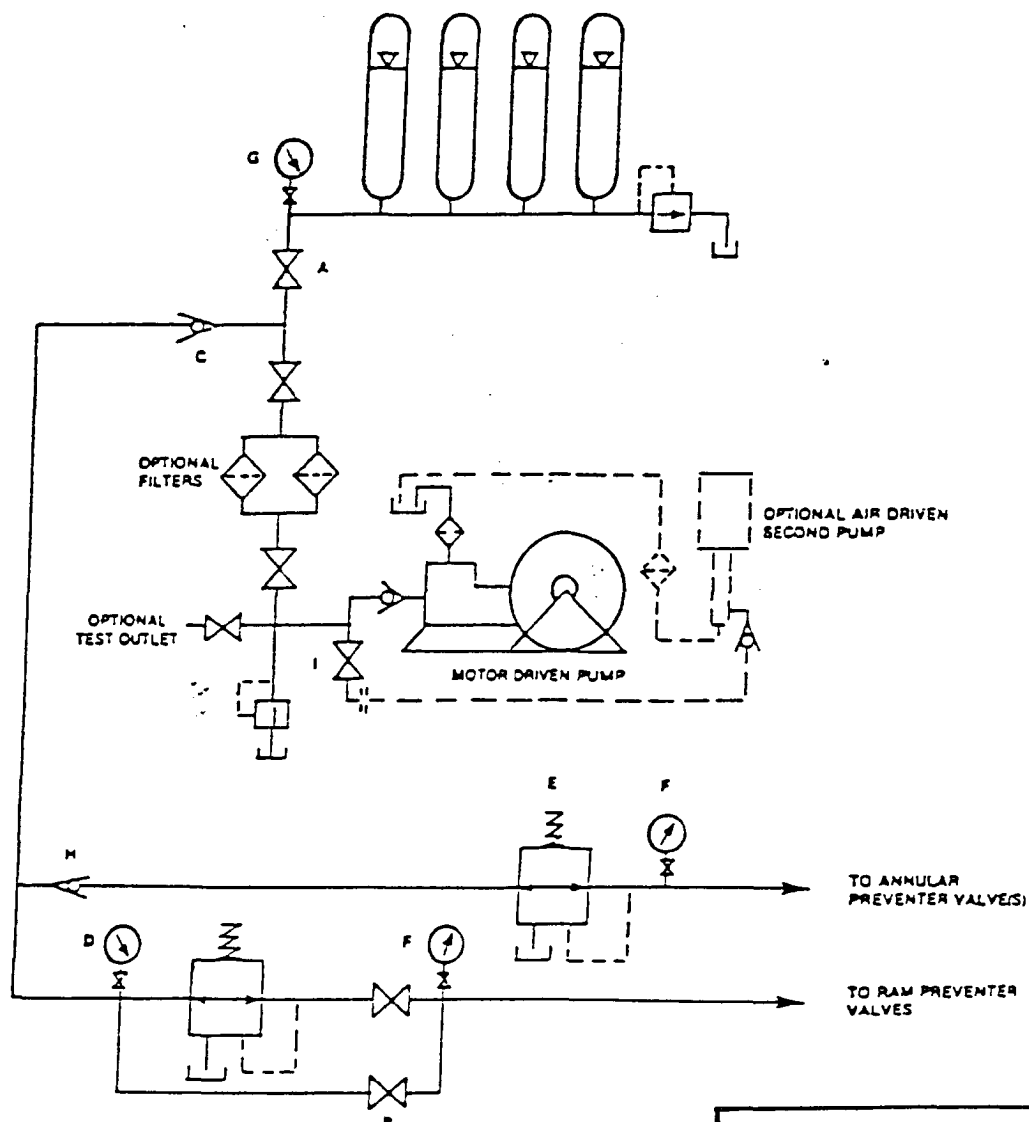 G
A
C
OPTIONAL
FILTERS
OPTIONAL AIR DRIVEN
SECOND PUMP
OPTIONAL
TEST OUTLET
I
MOTOR DRIVEN PUMP
E
F
H
TO ANNULAR
PREVENTER VALVE(S)
D
F
TO RAM PREVENTER
VALVES